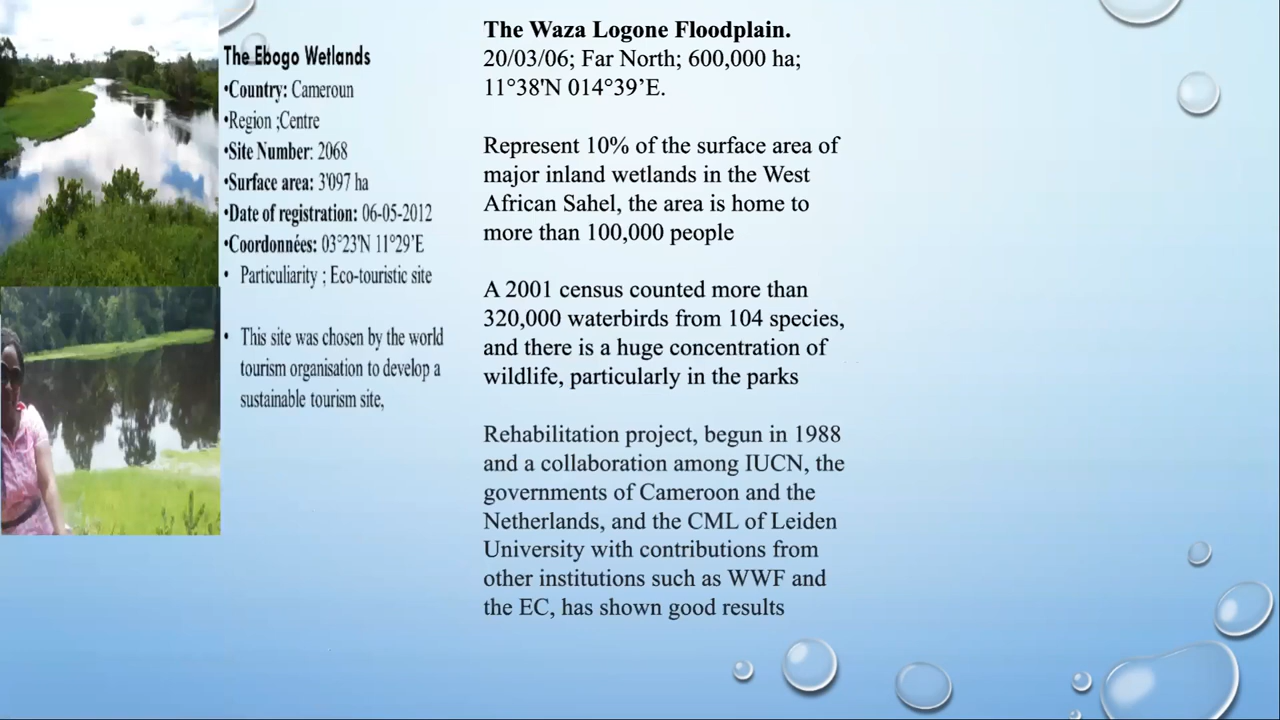 The Ebogo Wetlands
•Country: Cameroun
•Region ;Centre
•Site Number: 2068
•Surface area: 3'097 ha
•Date of registration: 06-05-2012
•Coordonnées: 03°23'N 11°29’E
• Particuliarity ; Eco-touristic site
• This site was chosen by the world
tourism organisation to develop a
sustainable tourism site,
The Waza Logone Floodplain.
20/03/06; Far North; 600,000 ha;
11°38'N 014°39’E.
Represent 10% of the surface area of
major inland wetlands in the West
African Sahel, the area is home to
more than 100,000 people
A 2001 census counted more than
320,000 waterbirds from 104 species,
and there is a huge concentration of
wildlife, particularly in the parks
Rehabilitation project, begun in 1988
and a collaboration among IUCN, the
governments of Cameroon and the
Netherlands, and the CML of Leiden
University with contributions from
other institutions such as WWF and
the EC, has shown good results